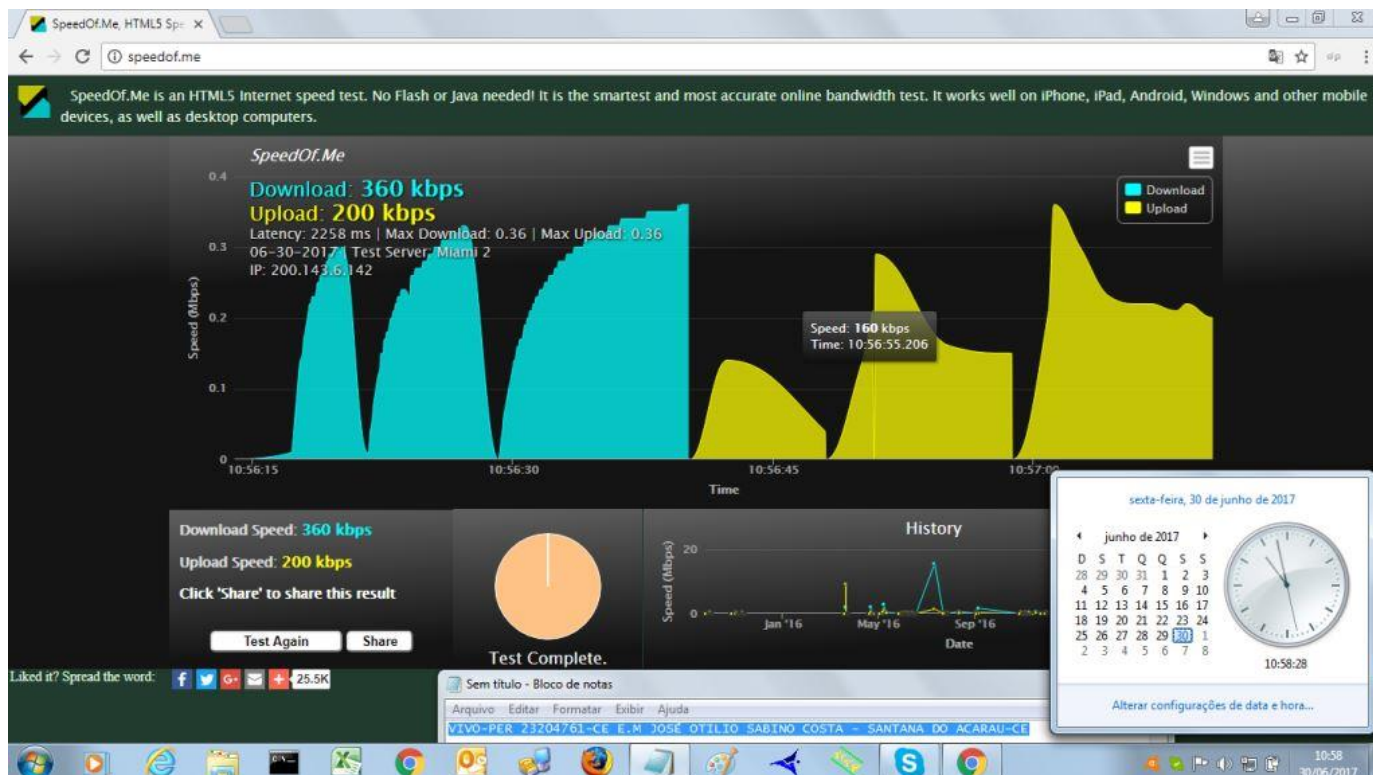 SpeedOf.Me, HTML5 Spe
speedof.me
SpeedOf.Me is an HTML5 Internet speed test. No Flash or Java needed! It is the smartest and most accurate online bandwidth test. It works well on iPhone, iPad, Android, Windows and other mobile
devices, as well as desktop computers.
SpeedOf.Me
Download: 360 kbps
Upload: 200 kbps
Latency: 2258 ms | Max Download: 0.36 | Max Upload: 0.36
06-30-2017 | Test Server: Miami 2
IP: 200.143.6.142
Download
Upload
0.4
0.3
0.2
0.1
0
Speed (Mbps)
Speed: 160 kbps
Time: 10:56:55.206
10:56:15 10:56:30 10:56:45 10:57:00
Time
Download Speed: 360 kbps
Upload Speed: 200 kbps
Click 'Share' to share this result
Test Again Share
Test Complete.
History
Speed (Mbps)
20
0
Jan '16 May '16 Sep '16
Date
sexta-feira, 30 de junho de 2017
junho de 2017
D S T Q Q S S
28 29 30 31 1 2 3
4 5 6 7 8 9 10
11 12 13 14 15 16 17
18 19 20 21 22 23 24
25 26 27 28 29 30 1
2 3 4 5 6 7 8
10:58:28
Alterar configurações de data e hora...
Liked it? Spread the word: f G+ 25.5K
Sem título - Bloco de notas
Arquivo Editar Formatar Exibir Ajuda
VIVO-PER 23204761-CE E.M JOSÉ OTILIO SABINO COSTA - SANTANA DO ACARAU-CE
10:58
30/06/2017